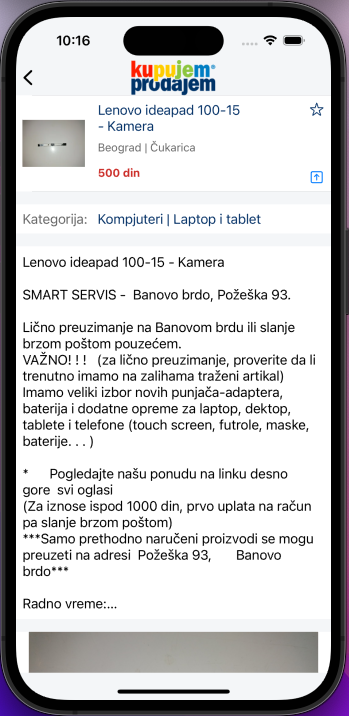 10:16
kupujem
prodajem
Lenovo ideapad 100-15
- Kamera
Beograd | Čukarica
500 din
Kategorija: Kompjuteri | Laptop i tablet
Lenovo ideapad 100-15 - Kamera
SMART SERVIS - Banovo brdo, Požeška 93.
Lično preuzimanje na Banovom brdu ili slanje
brzom poštom pouzećem.
VAŽNO! ! ! (za lično preuzimanje, proverite da li
trenutno imamo na zalihama traženi artikal)
Imamo veliki izbor novih punjača-adaptera,
baterija i dodatne opreme za laptop, dektop,
tablete i telefone (touch screen, futrole, maske,
baterije. . . )
* Pogledajte našu ponudu na linku desno
gore svi oglasi
(Za iznose ispod 1000 din, prvo uplata na račun
pa slanje brzom poštom)
***Samo prethodno naručeni proizvodi se mogu
preuzeti na adresi Požeška 93, Banovo
brdo***
Radno vreme:...